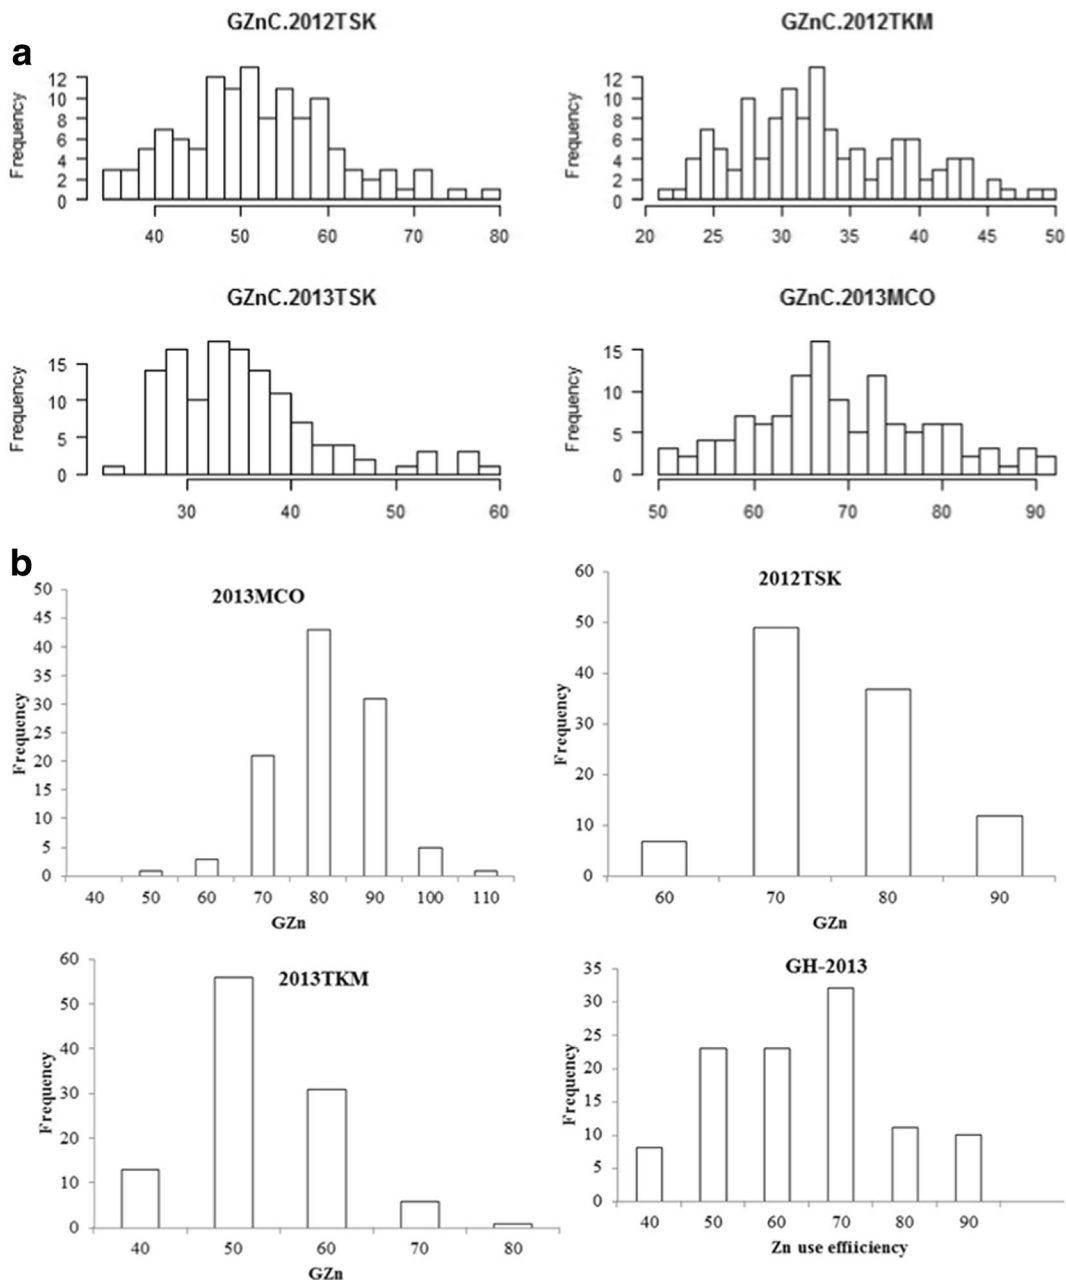 a
GZnC.2012TSK
Frequency
0 2 4 6 8 10 12
40 50 60 70 80
GZnC.2012TKM
Frequency
0 2 4 6 8 10 12
20 25 30 35 40 45 50
GZnC.2013TSK
Frequency
0 5 10 15
30 40 50 60
GZnC.2013MCO
Frequency
0 5 10 15
50 60 70 80 90
b
2013MCO
Frequency
0 5 10 15 20 25 30 35 40 45 50
40 50 60 70 80 90 100 110
GZn
2012TSK
Frequency
0 10 20 30 40 50 60
60 70 80 90
GZn
2013TKM
Frequency
0 10 20 30 40 50 60
40 50 60 70 80
GZn
GH-2013
Frequency
0 5 10 15 20 25 30 35
40 50 60 70 80 90
Zn use effiiciency